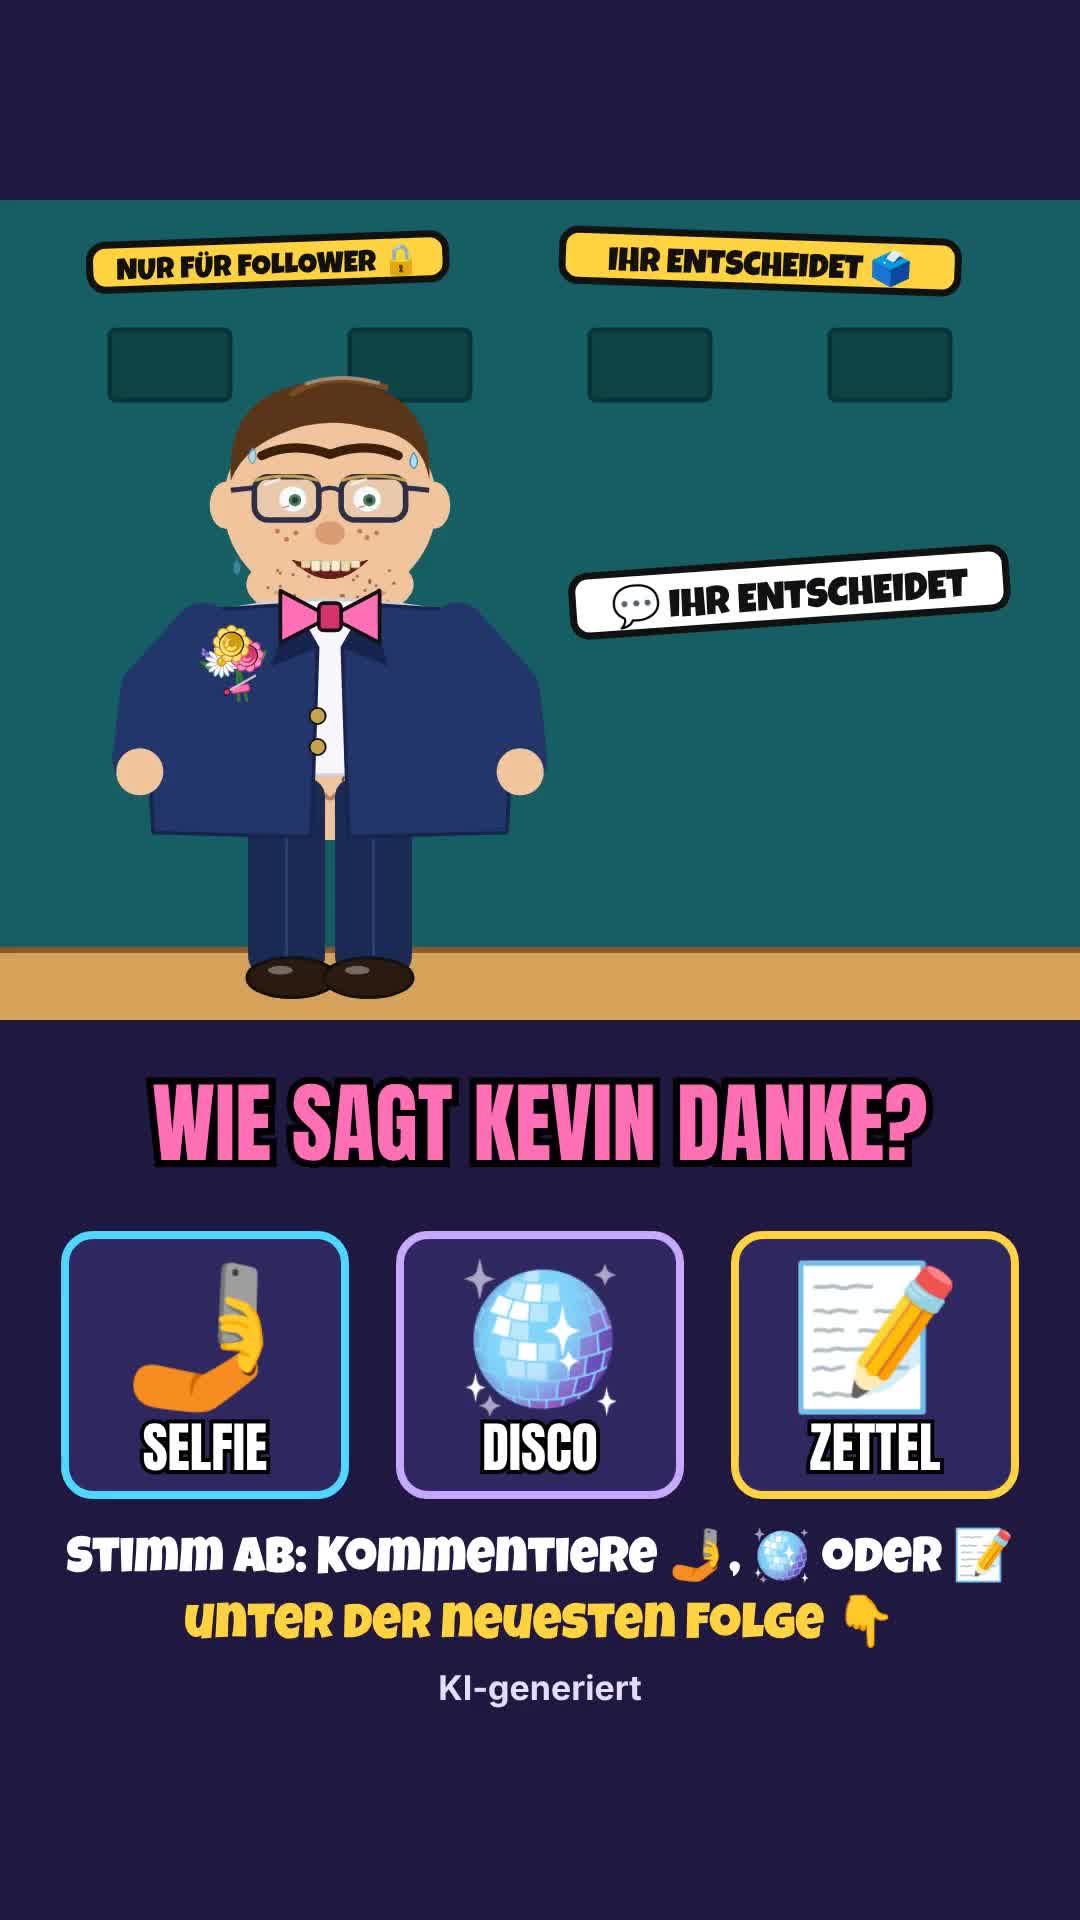 NUR FÜR FOLLOWER 🔒
IHR ENTSCHEIDET 🗳️
💬 IHR ENTSCHEIDET
WIE SAGT KEVIN DANKE?
SELFIE
DISCO
ZETTEL
STIMM AB: KOMMENTIERE 🤳, 🪩 ODER 📝
UNTER DER NEUESTEN FOLGE 👇
KI-generiert